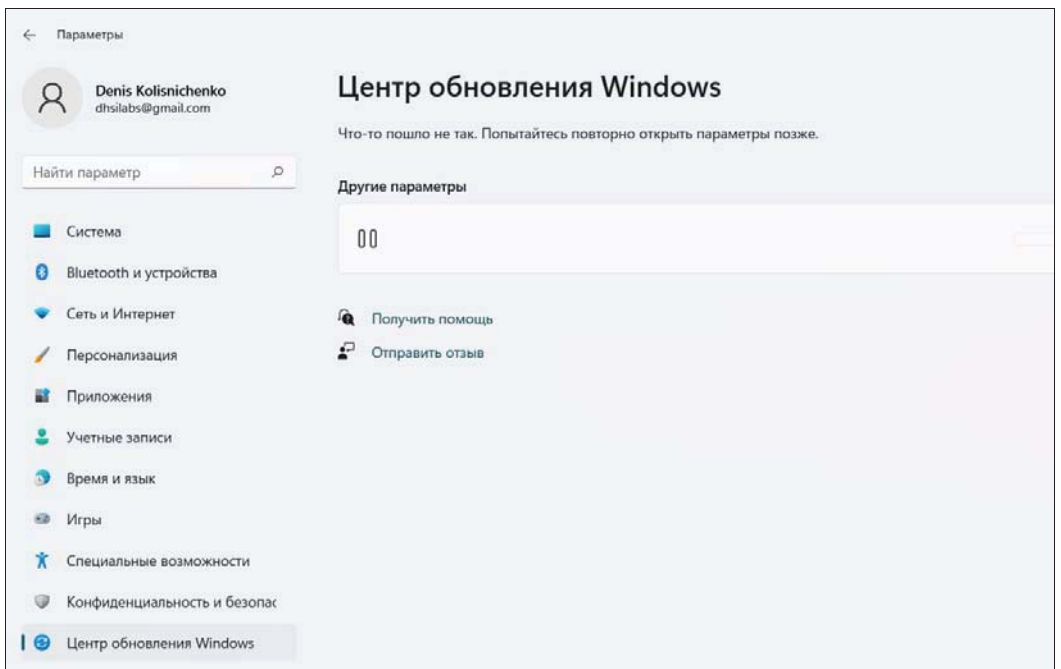 Параметры
Denis Kolisnichenko
dhsilabs@gmail.com
Найти параметр
Система
Bluetooth и устройства
Сеть и Интернет
Персонализация
Приложения
Учетные записи
Время и язык
Игры
Специальные возможности
Конфиденциальность и безопас
Центр обновления Windows
Центр обновления Windows
Что-то пошло не так. Попытайтесь повторно открыть параметры позже.
Другие параметры
Получить помощь
Отправить отзыв